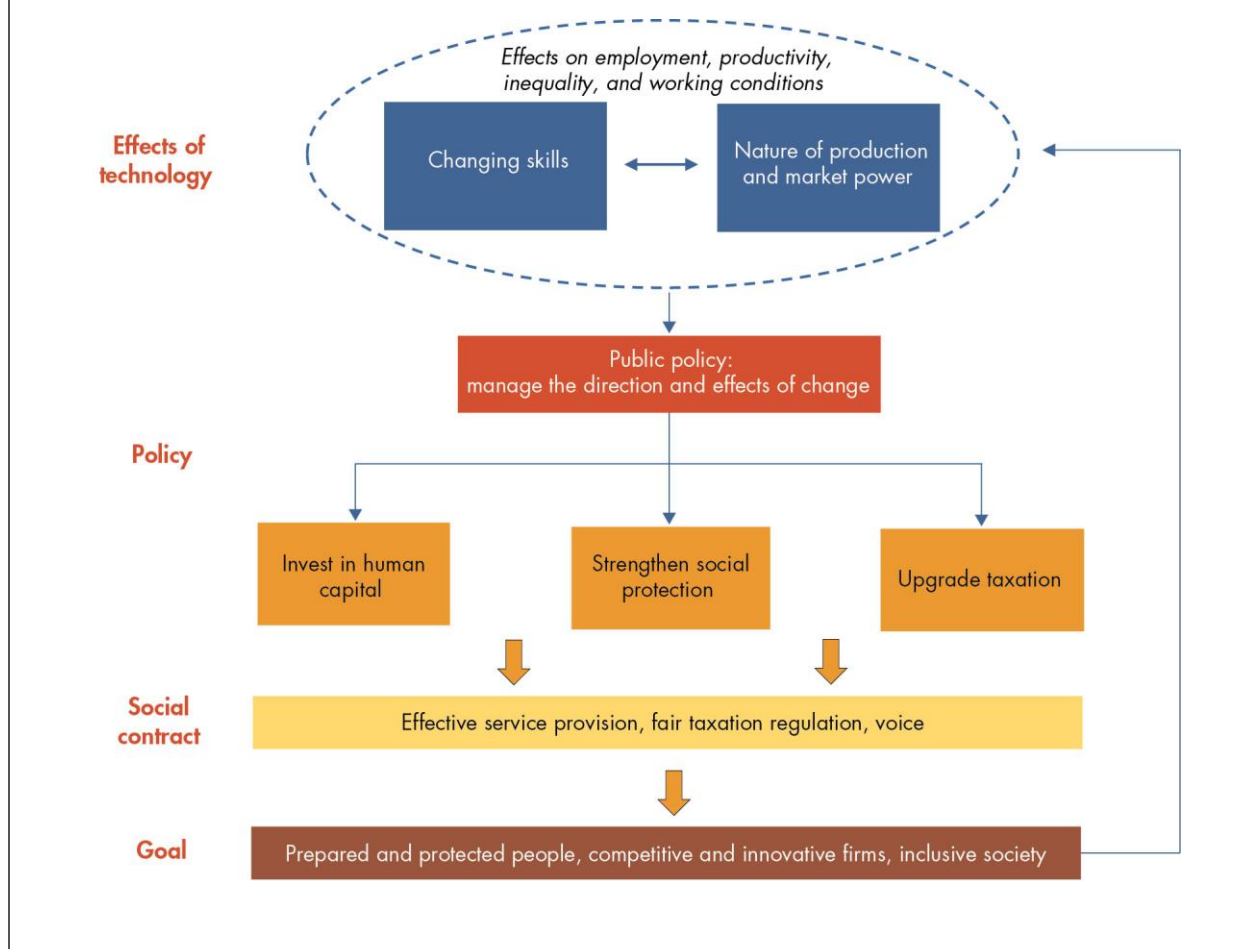 Effects on employment, productivity,
inequality, and working conditions
Effects of
technology
Changing skills
Nature of production
and market power
Public policy:
manage the direction and effects of change
Policy
Invest in human
capital
Strengthen social
protection
Upgrade taxation
Social
contract
Effective service provision, fair taxation regulation, voice
Goal
Prepared and protected people, competitive and innovative firms, inclusive society